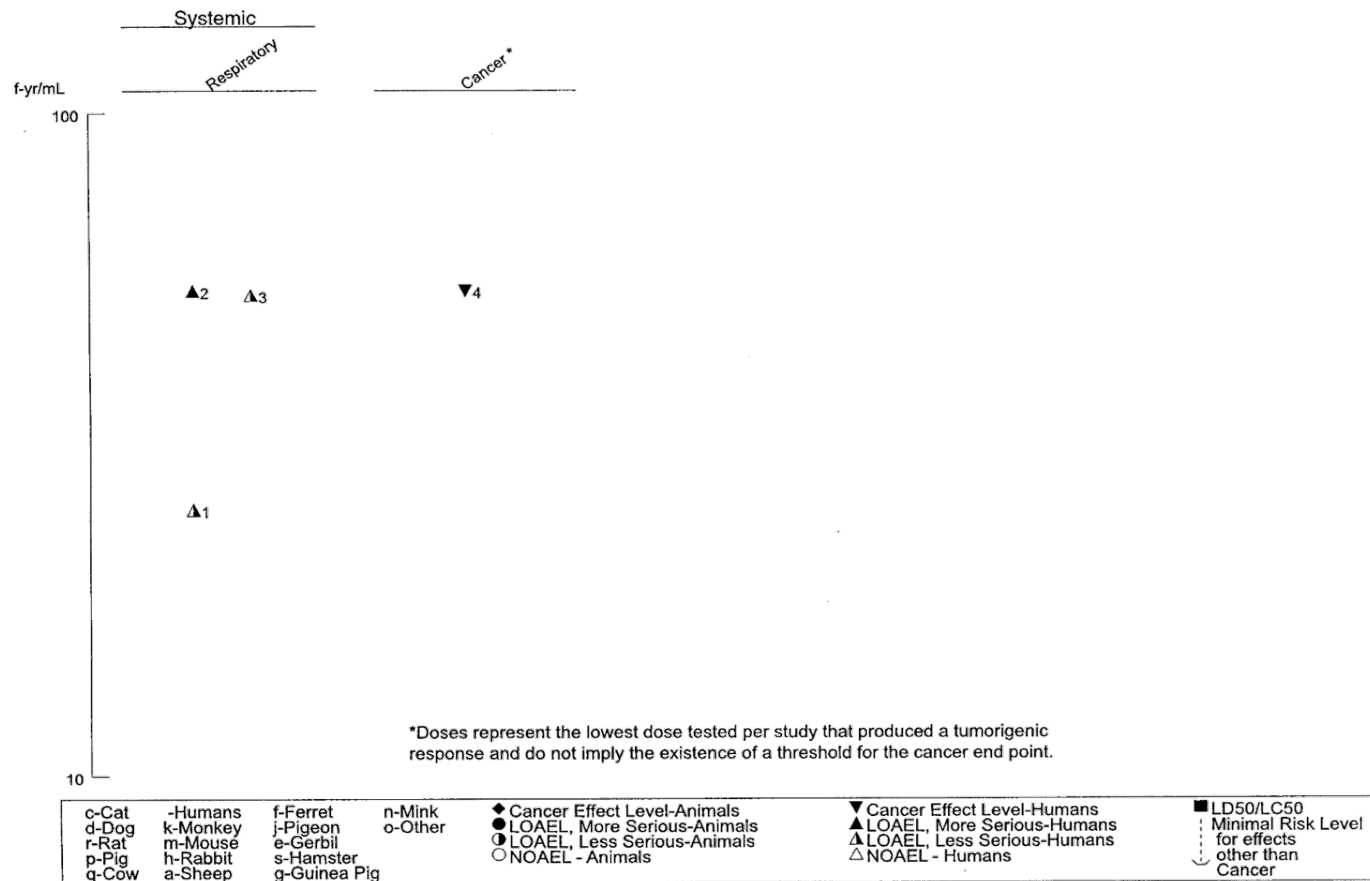 Systemic
Respiratory
Cancer *
f-yr/mL
100
2
3
4
1
*Doses represent the lowest dose tested per study that produced a tumorigenic
response and do not imply the existence of a threshold for the cancer end point.
10
c-Cat -Humans f-Ferret n-Mink Cancer Effect Level-Animals Cancer Effect Level-Humans LD50/LC50
d-Dog k-Monkey j-Pigeon o-Other LOAEL, More Serious-Animals LOAEL, More Serious-Humans Minimal Risk Level
r-Rat m-Mouse e-Gerbil LOAEL, Less Serious-Animals LOAEL, Less Serious-Humans for effects
p-Pig h-Rabbit s-Hamster NOAEL - Animals NOAEL - Humans other than
q-Cow a-Sheep g-Guinea Pig Cancer